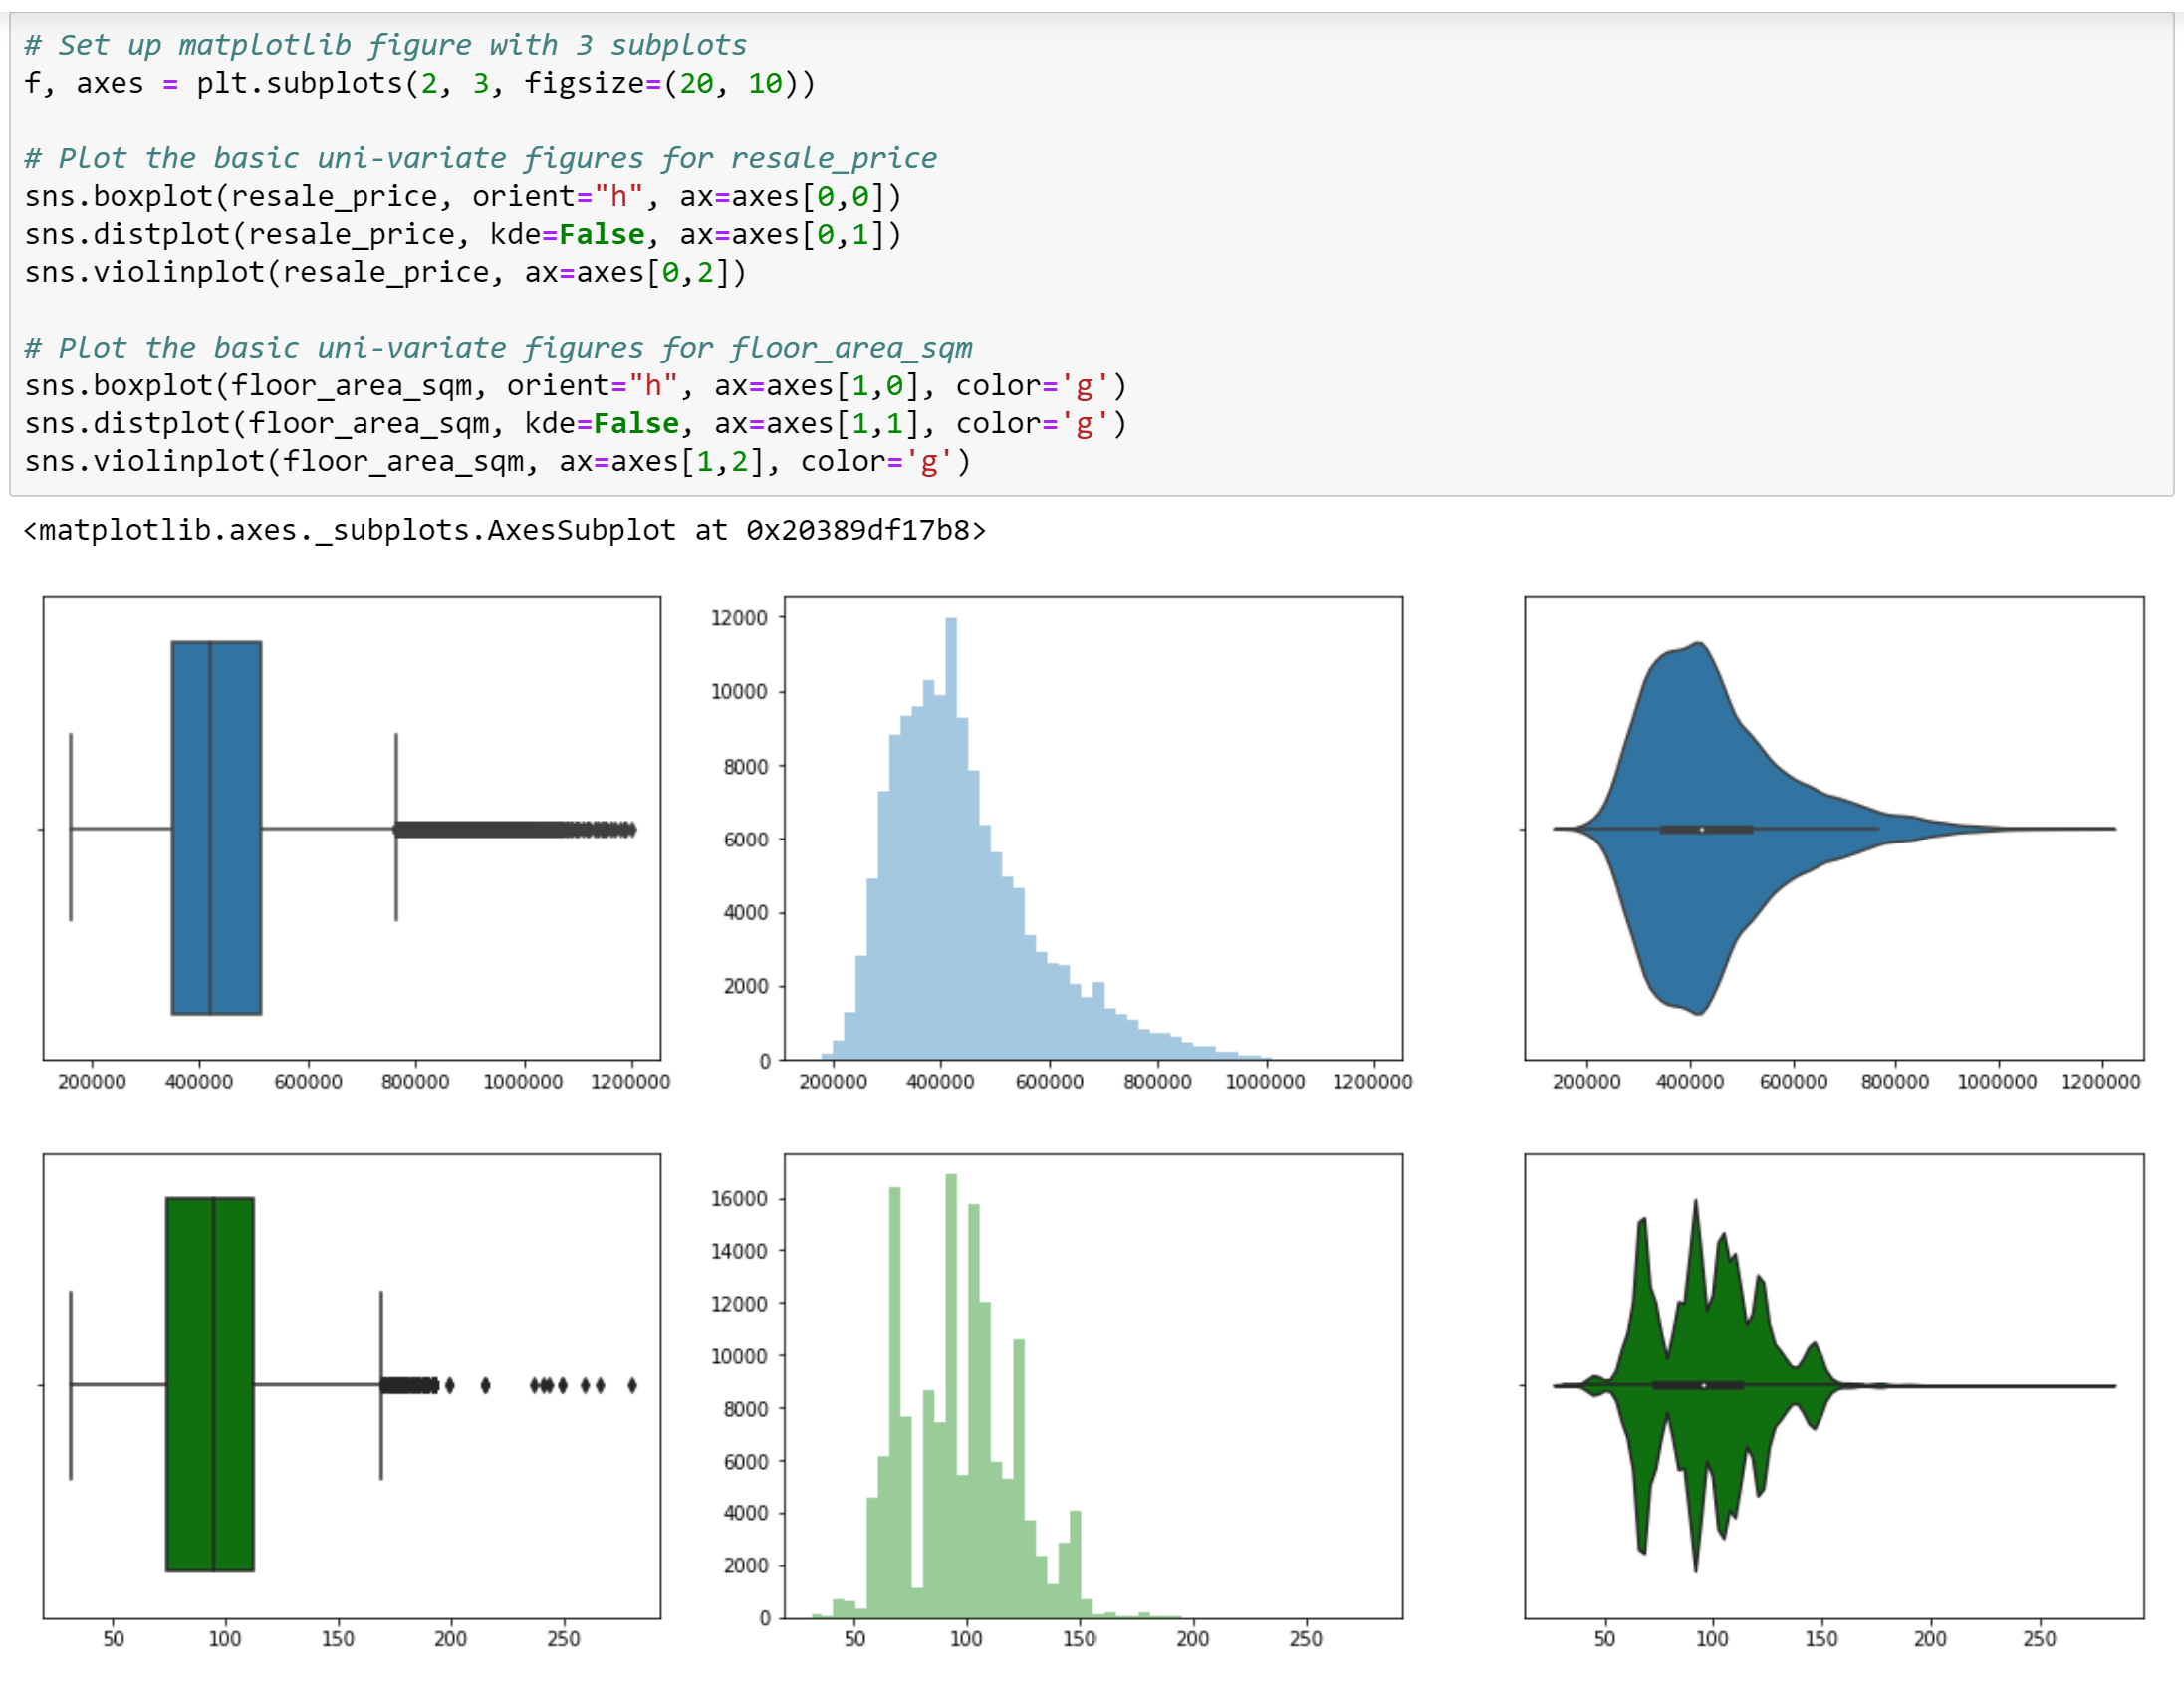 # Set up matplotlib figure with 3 subplots
f, axes = plt.subplots(2, 3, figsize=(20, 10))
# Plot the basic uni-variate figures for resale_price
sns.boxplot(resale_price, orient="h", ax=axes[0,0])
sns.distplot(resale_price, kde=False, ax=axes[0,1])
sns.violinplot(resale_price, ax=axes[0,2])
# Plot the basic uni-variate figures for floor_area_sqm
sns.boxplot(floor_area_sqm, orient="h", ax=axes[1,0], color='g')
sns.distplot(floor_area_sqm, kde=False, ax=axes[1,1], color='g')
sns.violinplot(floor_area_sqm, ax=axes[1,2], color='g')
<matplotlib.axes._subplots.AxesSubplot at 0x20389df17b8>
200000 400000 600000 800000 1000000 1200000
12000
10000
8000
6000
4000
2000
0
200000 400000 600000 800000 1000000 1200000
200000 400000 600000 800000 1000000 1200000
50 100 150 200 250
16000
14000
12000
10000
8000
6000
4000
2000
0
50 100 150 200 250
50 100 150 200 250